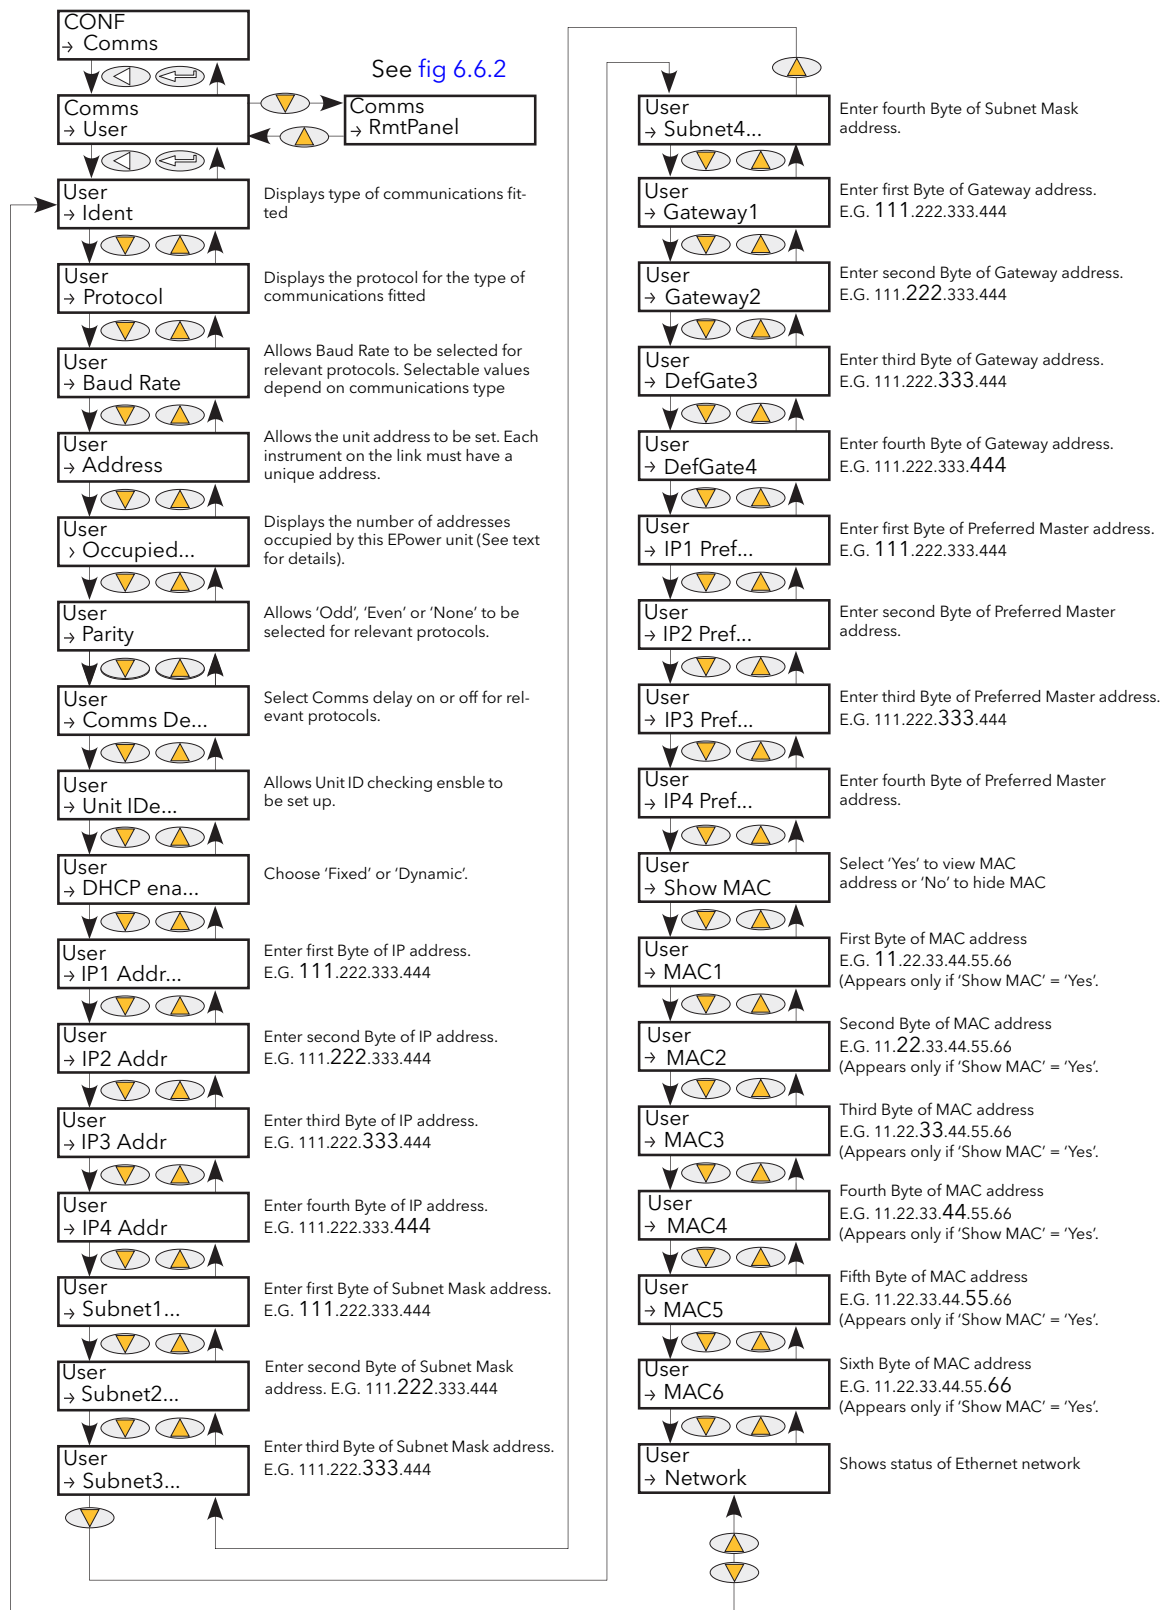 CONF
→ Comms
See fig 6.6.2
Comms
→ User
Comms
→ RmtPanel
User
→ Ident
Displays type of communications fit-
ted
User
→ Protocol
Displays the protocol for the type of
communications fitted
User
→ Baud Rate
Allows Baud Rate to be selected for
relevant protocols. Selectable values
depend on communications type
User
→ Address
Allows the unit address to be set. Each
instrument on the link must have a
unique address.
User
› Occupied...
Displays the number of addresses
occupied by this EPower unit (See text
for details).
User
→ Parity
Allows ‘Odd’, ‘Even’ or ‘None’ to be
selected for relevant protocols.
User
→ Comms De...
Select Comms delay on or off for rel-
evant protocols.
User
→ Unit IDe...
Allows Unit ID checking ensble to
be set up.
User
→ DHCP ena...
Choose ‘Fixed’ or ‘Dynamic’.
User
→ IP1 Addr...
Enter first Byte of IP address.
E.G. 111.222.333.444
User
→ IP2 Addr
Enter second Byte of IP address.
E.G. 111.222.333.444
User
→ IP3 Addr
Enter third Byte of IP address.
E.G. 111.222.333.444
User
→ IP4 Addr
Enter fourth Byte of IP address.
E.G. 111.222.333.444
User
→ Subnet1...
Enter first Byte of Subnet Mask address.
E.G. 111.222.333.444
User
→ Subnet2...
Enter second Byte of Subnet Mask
address. E.G. 111.222.333.444
User
→ Subnet3...
Enter third Byte of Subnet Mask address.
E.G. 111.222.333.444
User
→ Subnet4...
Enter fourth Byte of Subnet Mask
address.
User
→ Gateway1
Enter first Byte of Gateway address.
E.G. 111.222.333.444
User
→ Gateway2
Enter second Byte of Gateway address.
E.G. 111.222.333.444
User
→ DefGate3
Enter third Byte of Gateway address.
E.G. 111.222.333.444
User
→ DefGate4
Enter fourth Byte of Gateway address.
E.G. 111.222.333.444
User
→ IP1 Pref...
Enter first Byte of Preferred Master address.
E.G. 111.222.333.444
User
→ IP2 Pref...
Enter second Byte of Preferred Master
address.
User
→ IP3 Pref...
Enter third Byte of Preferred Master address.
E.G. 111.222.333.444
User
→ IP4 Pref...
Enter fourth Byte of Preferred Master
address.
User
→ Show MAC
Select ‘Yes’ to view MAC
address or ‘No’ to hide MAC
User
→ MAC1
First Byte of MAC address
E.G. 11.22.33.44.55.66
(Appears only if ‘Show MAC’ = ‘Yes’.
User
→ MAC2
Second Byte of MAC address
E.G. 11.22.33.44.55.66
(Appears only if ‘Show MAC’ = ‘Yes’.
User
→ MAC3
Third Byte of MAC address
E.G. 11.22.33.44.55.66
(Appears only if ‘Show MAC’ = ‘Yes’.
User
→ MAC4
Fourth Byte of MAC address
E.G. 11.22.33.44.55.66
(Appears only if ‘Show MAC’ = ‘Yes’.
User
→ MAC5
Fifth Byte of MAC address
E.G. 11.22.33.44.55.66
(Appears only if ‘Show MAC’ = ‘Yes’.
User
→ MAC6
Sixth Byte of MAC address
E.G. 11.22.33.44.55.66
(Appears only if ‘Show MAC’ = ‘Yes’.
User
→ Network
Shows status of Ethernet network